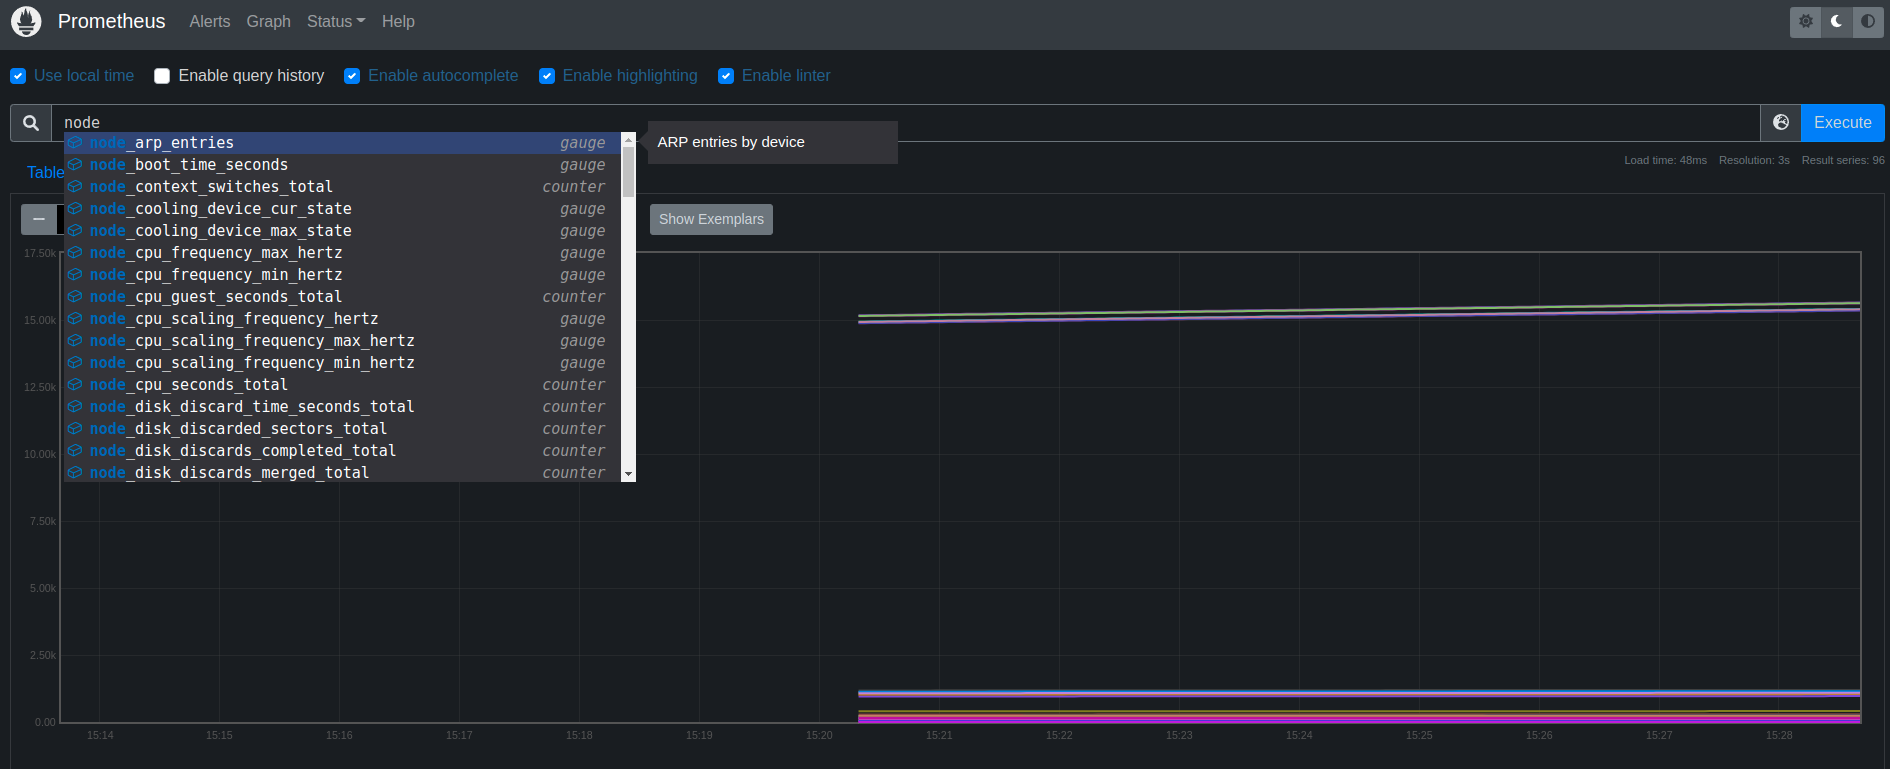 Prometheus Alerts Graph Status Help
Use local time Enable query history Enable autocomplete Enable highlighting Enable linter
node Execute
node_arp_entries gauge ARP entries by device
node_boot_time_seconds gauge Load time: 48ms Resolution: 3s Result series: 96
Table
node_context_switches_total counter
node_cooling_device_cur_state gauge
Show Exemplars
node_cooling_device_max_state gauge
17.50k node_cpu_frequency_max_hertz gauge
node_cpu_frequency_min_hertz gauge
node_cpu_guest_seconds_total counter
15.00k node_cpu_scaling_frequency_hertz gauge
node_cpu_scaling_frequency_max_hertz gauge
node_cpu_scaling_frequency_min_hertz gauge
12.50k node_cpu_seconds_total counter
node_disk_discard_time_seconds_total counter
node_disk_discarded_sectors_total counter
10.00k node_disk_discards_completed_total counter
node_disk_discards_merged_total counter
7.50k
5.00k
2.50k
0.00
15:14 15:15 15:16 15:17 15:18 15:19 15:20 15:21 15:22 15:23 15:24 15:25 15:26 15:27 15:28